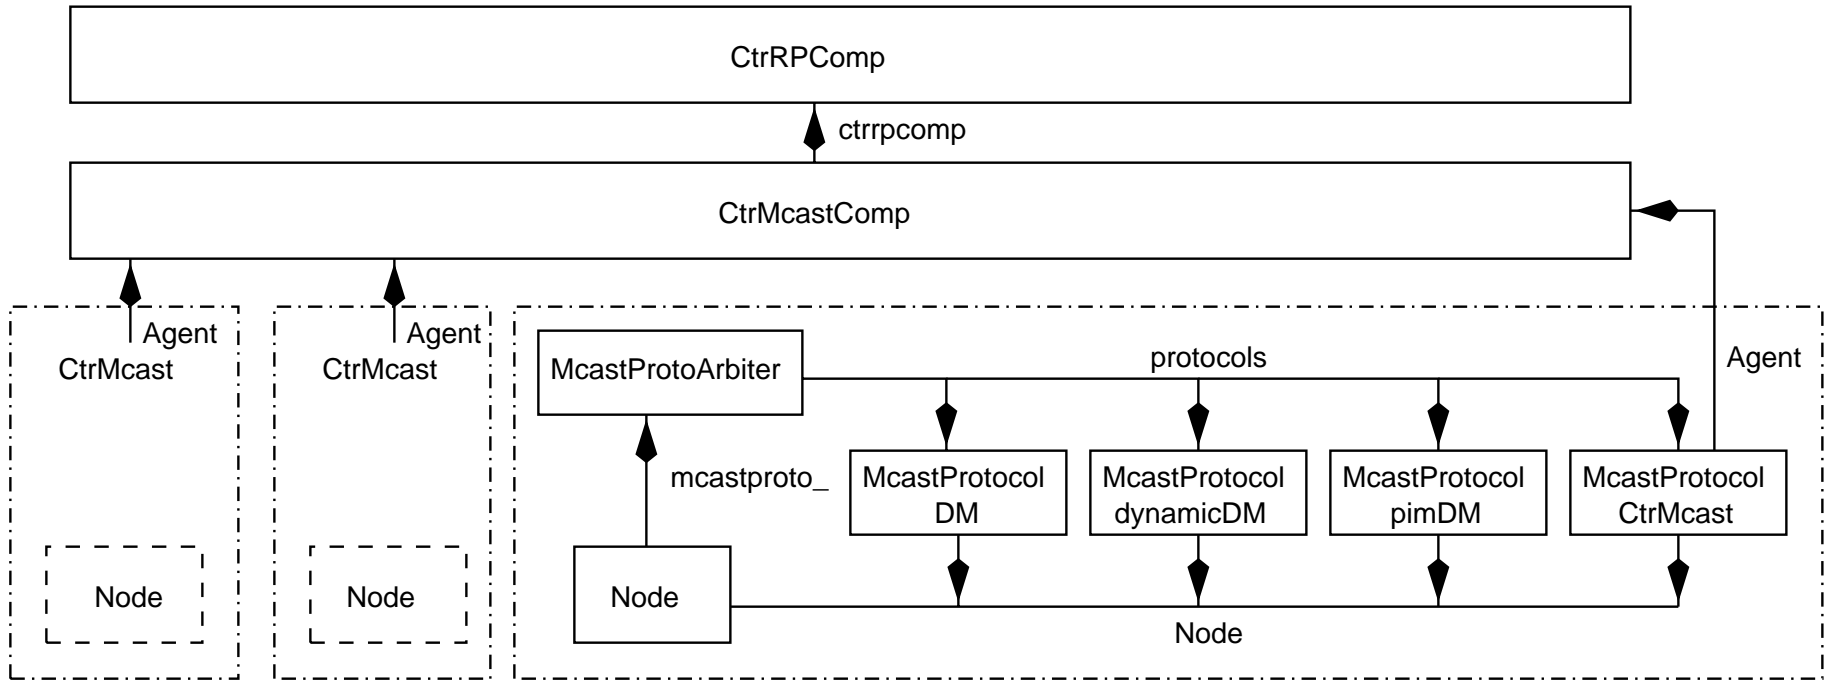 CtrRPComp
ctrrpcomp
CtrMcastComp
Agent
CtrMcast
Agent
CtrMcast
McastProtoArbiter
protocols
Agent
mcastproto_
McastProtocol
DM
McastProtocol
dynamicDM
McastProtocol
pimDM
McastProtocol
CtrMcast
Node
Node
Node
Node